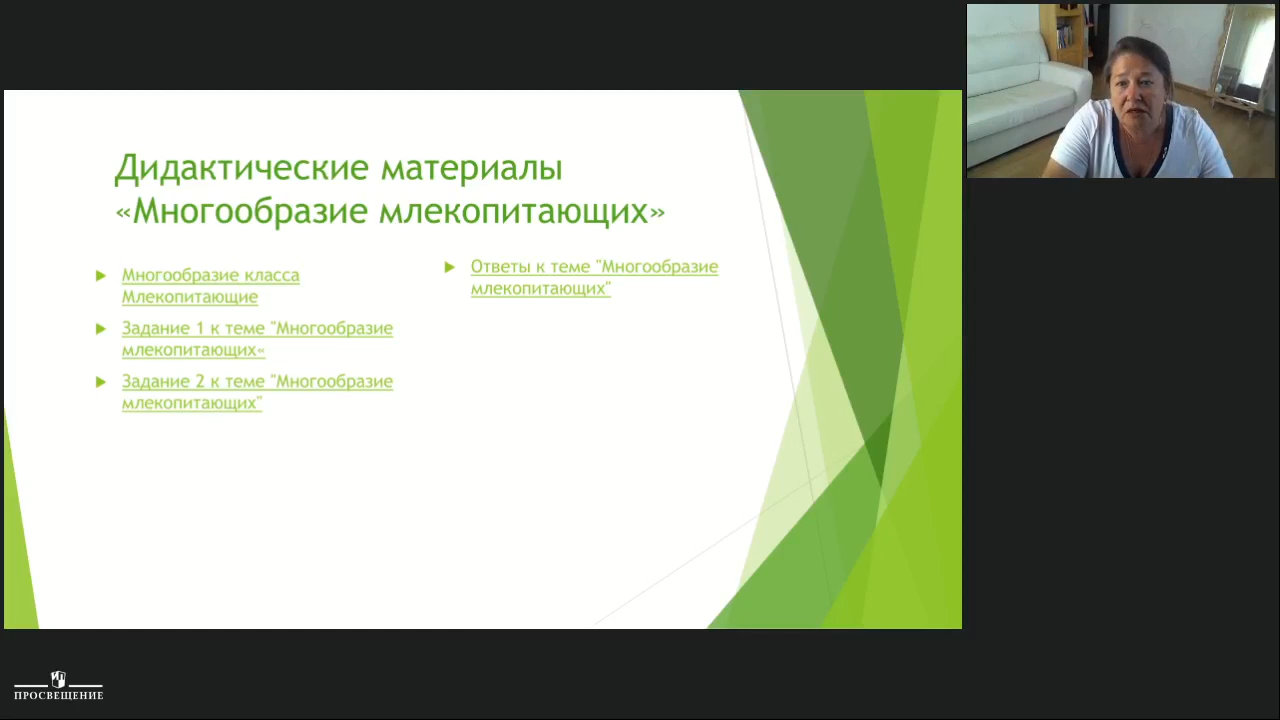 Дидактические материалы
«Многообразие млекопитающих»
Многообразие класса
Млекопитающие
Задание 1 к теме "Многообразие
млекопитающих«
Задание 2 к теме "Многообразие
млекопитающих"
Ответы к теме "Многообразие
млекопитающих"
ПРОСВЕЩЕНИЕ